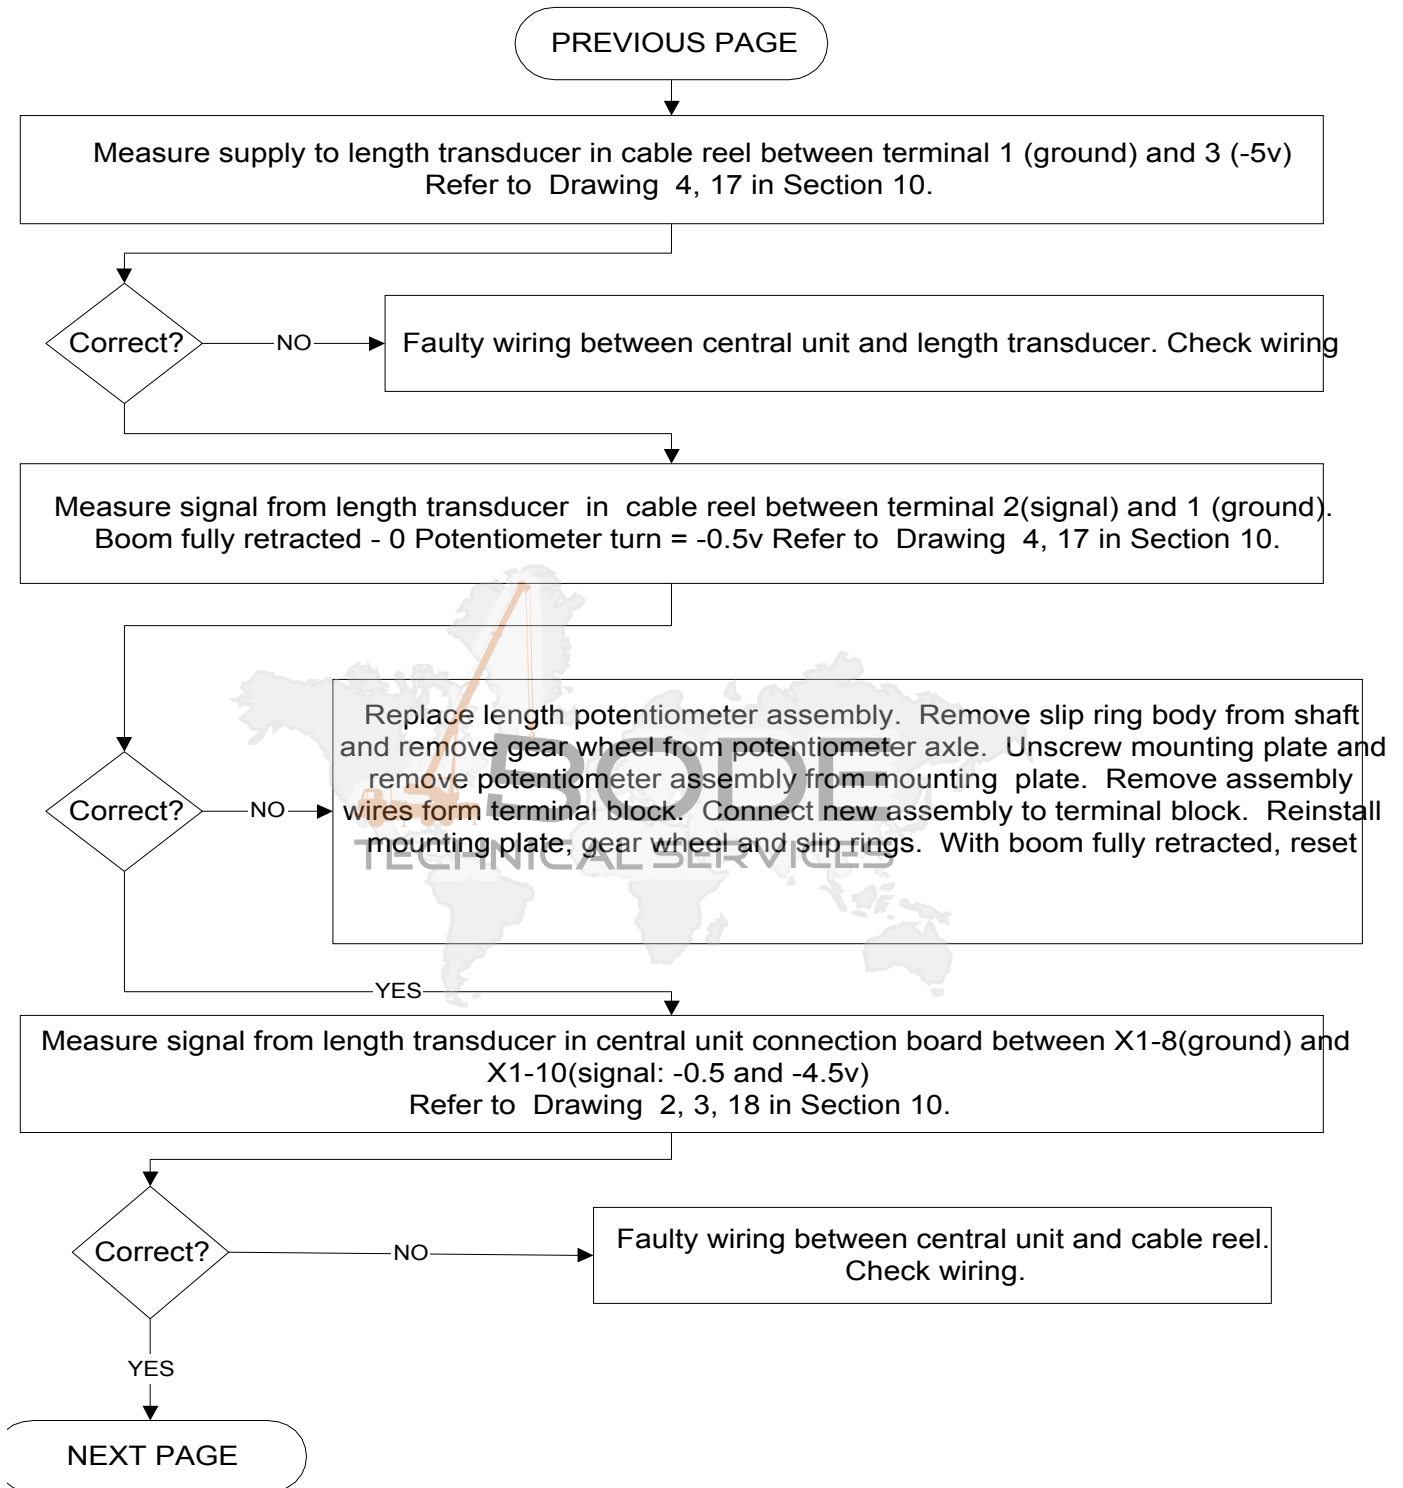 PREVIOUS PAGE
Measure supply to length transducer in cable reel between terminal 1 (ground) and 3 (-5v)
Refer to  Drawing  4, 17 in Section 10.
Correct?
NO
Faulty wiring between central unit and length transducer. Check wiring
Measure signal from length transducer  in  cable reel between terminal 2(signal) and 1 (ground).
Boom fully retracted - 0 Potentiometer turn = -0.5v Refer to  Drawing  4, 17 in Section 10.
Replace length potentiometer assembly.  Remove slip ring body from shaft
and remove gear wheel from potentiometer axle.  Unscrew mounting plate and
remove potentiometer assembly from mounting  plate.  Remove assembly
Correct?
NO
wires form terminal block.  Connect new assembly to terminal block.  Reinstall
mounting plate, gear wheel and slip rings.  With boom fully retracted, reset
BODE
TECHNICAL SERVICES
YES
Measure signal from length transducer in central unit connection board between X1-8(ground) and
X1-10(signal: -0.5 and -4.5v)
Refer to  Drawing  2, 3, 18 in Section 10.
Correct?
NO
Faulty wiring between central unit and cable reel.
Check wiring.
YES
NEXT PAGE